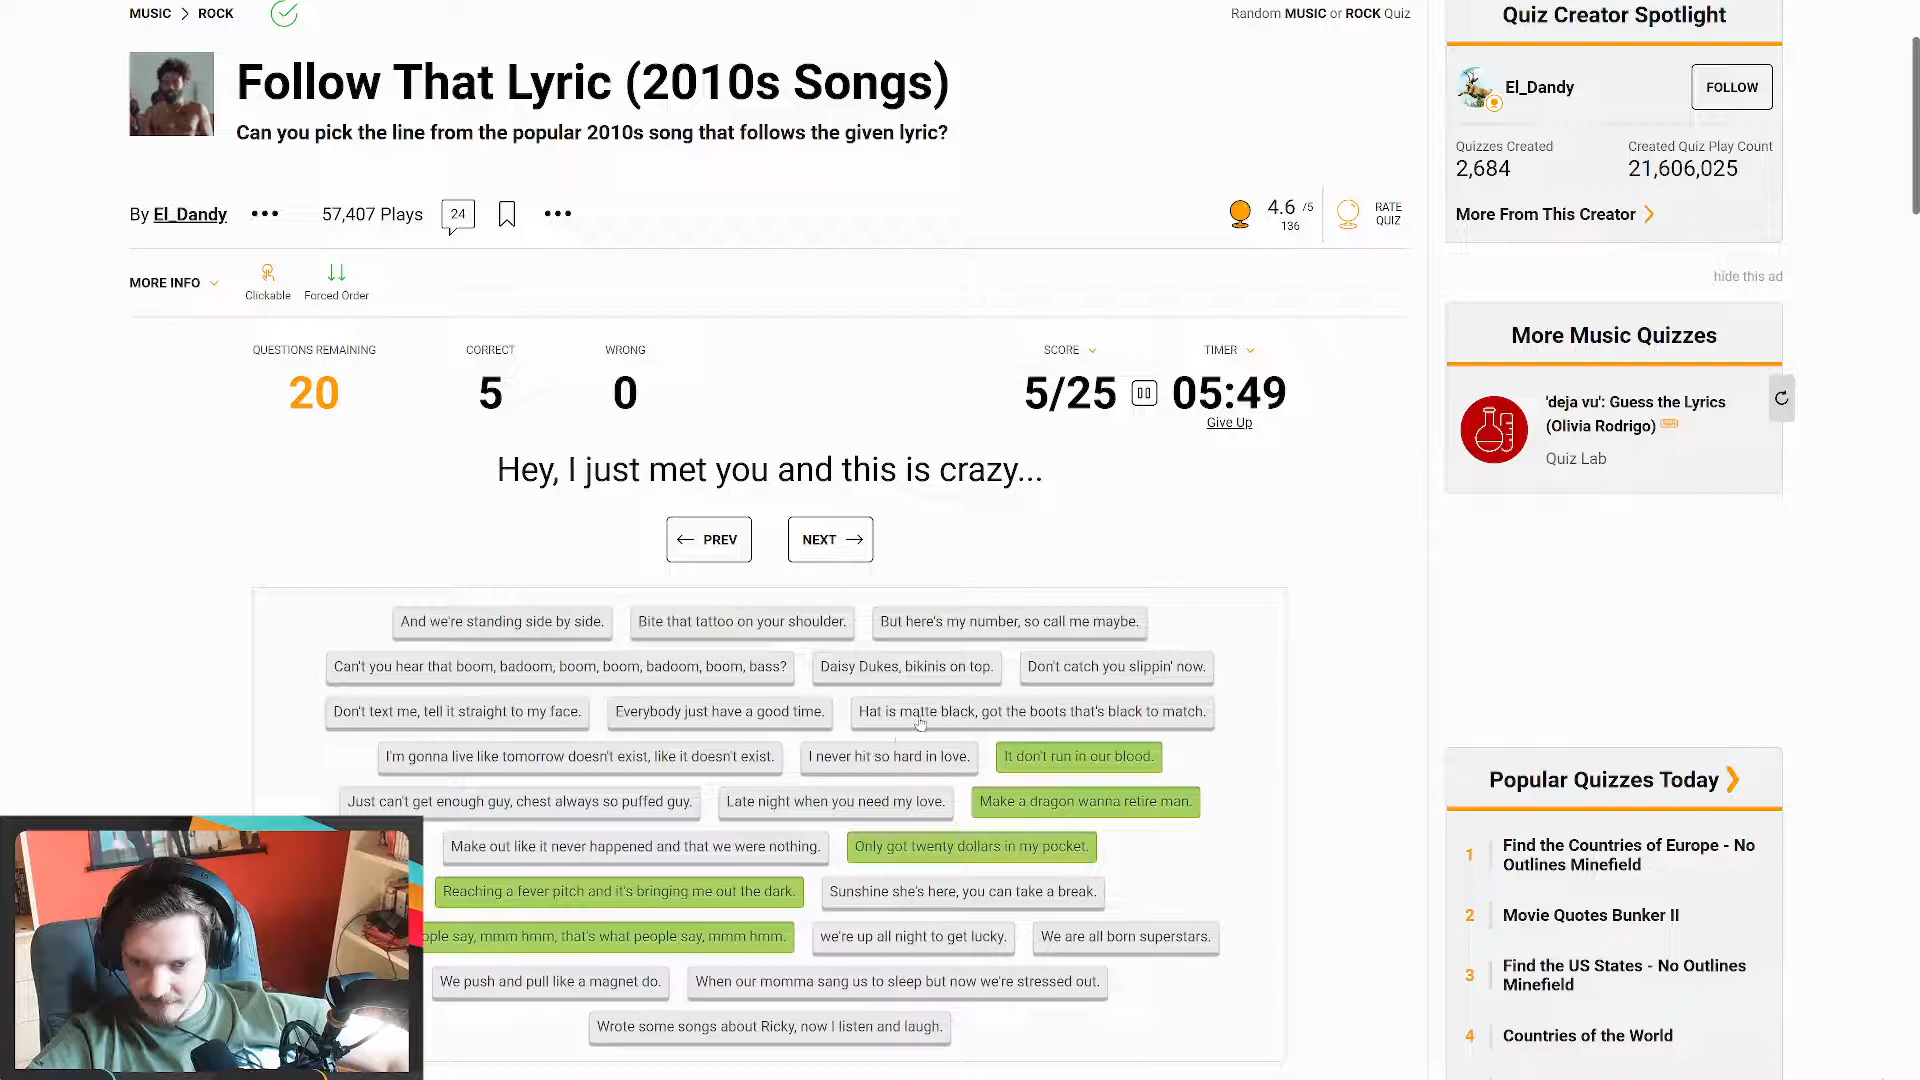 MUSIC > ROCK
Random MUSIC or ROCK Quiz
Follow That Lyric (2010s Songs)
Can you pick the line from the popular 2010s song that follows the given lyric?
By El_Dandy ••• 57,407 Plays 24 •••
4.6 /5
136
RATE
QUIZ
MORE INFO
Clickable
Forced Order
QUESTIONS REMAINING
20
CORRECT
5
WRONG
0
SCORE
5/25
TIMER
05:49
Give Up
Hey, I just met you and this is crazy...
← PREV
NEXT →
And we're standing side by side.
Bite that tattoo on your shoulder.
But here's my number, so call me maybe.
Can't you hear that boom, badoom, boom, boom, badoom, boom, bass?
Daisy Dukes, bikinis on top.
Don't catch you slippin' now.
Don't text me, tell it straight to my face.
Everybody just have a good time.
Hat is matte black, got the boots that's black to match.
I'm gonna live like tomorrow doesn't exist, like it doesn't exist.
I never hit so hard in love.
It don't run in our blood.
Just can't get enough guy, chest always so puffed guy.
Late night when you need my love.
Make a dragon wanna retire man.
Make out like it never happened and that we were nothing.
Only got twenty dollars in my pocket.
Reaching a fever pitch and it's bringing me out the dark.
Sunshine she's here, you can take a break.
say, mmm hmm, that's what people say, mmm hmm.
we're up all night to get lucky.
We are all born superstars.
We push and pull like a magnet do.
When our momma sang us to sleep but now we're stressed out.
Wrote some songs about Ricky, now I listen and laugh.
Quiz Creator Spotlight
El_Dandy
FOLLOW
Quizzes Created
2,684
Created Quiz Play Count
21,606,025
More From This Creator
hide this ad
More Music Quizzes
'deja vu': Guess the Lyrics
(Olivia Rodrigo)
Quiz Lab
Popular Quizzes Today
1 Find the Countries of Europe - No
Outlines Minefield
2 Movie Quotes Bunker II
3 Find the US States - No Outlines
Minefield
4 Countries of the World